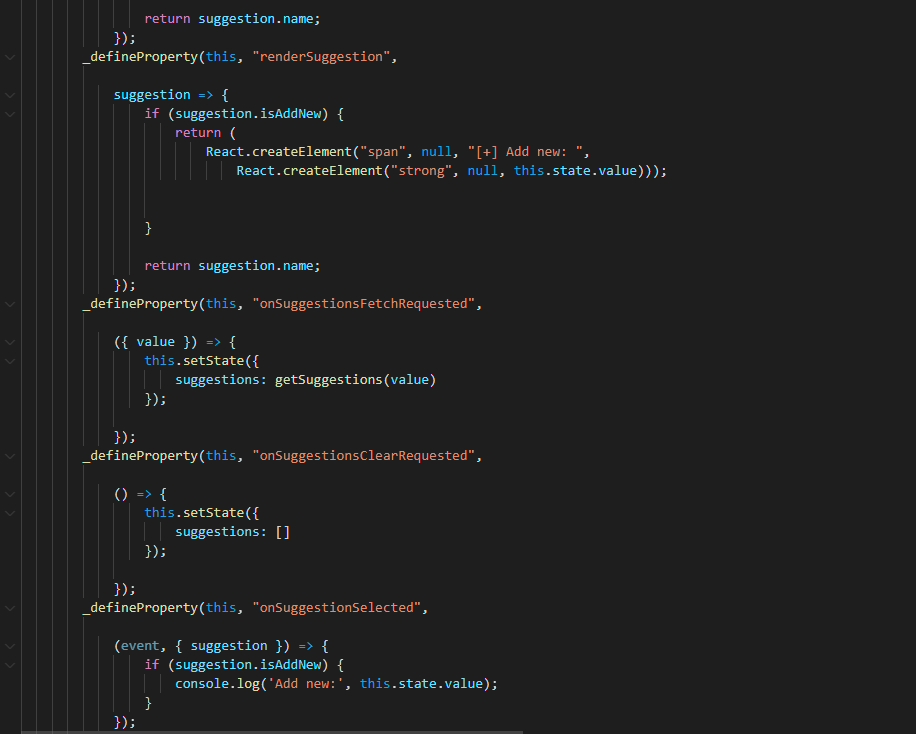 return suggestion.name;
});
_defineProperty(this, "renderSuggestion",
suggestion => {
if (suggestion.isAddNew) {
return (
React.createElement("span", null, "[+] Add new: ",
React.createElement("strong", null, this.state.value)));
}
return suggestion.name;
});
_defineProperty(this, "onSuggestionsFetchRequested",
({ value }) => {
this.setState({
suggestions: getSuggestions(value)
});
});
_defineProperty(this, "onSuggestionsClearRequested",
() => {
this.setState({
suggestions: []
});
});
_defineProperty(this, "onSuggestionSelected",
(event, { suggestion }) => {
if (suggestion.isAddNew) {
console.log('Add new:', this.state.value);
}
});